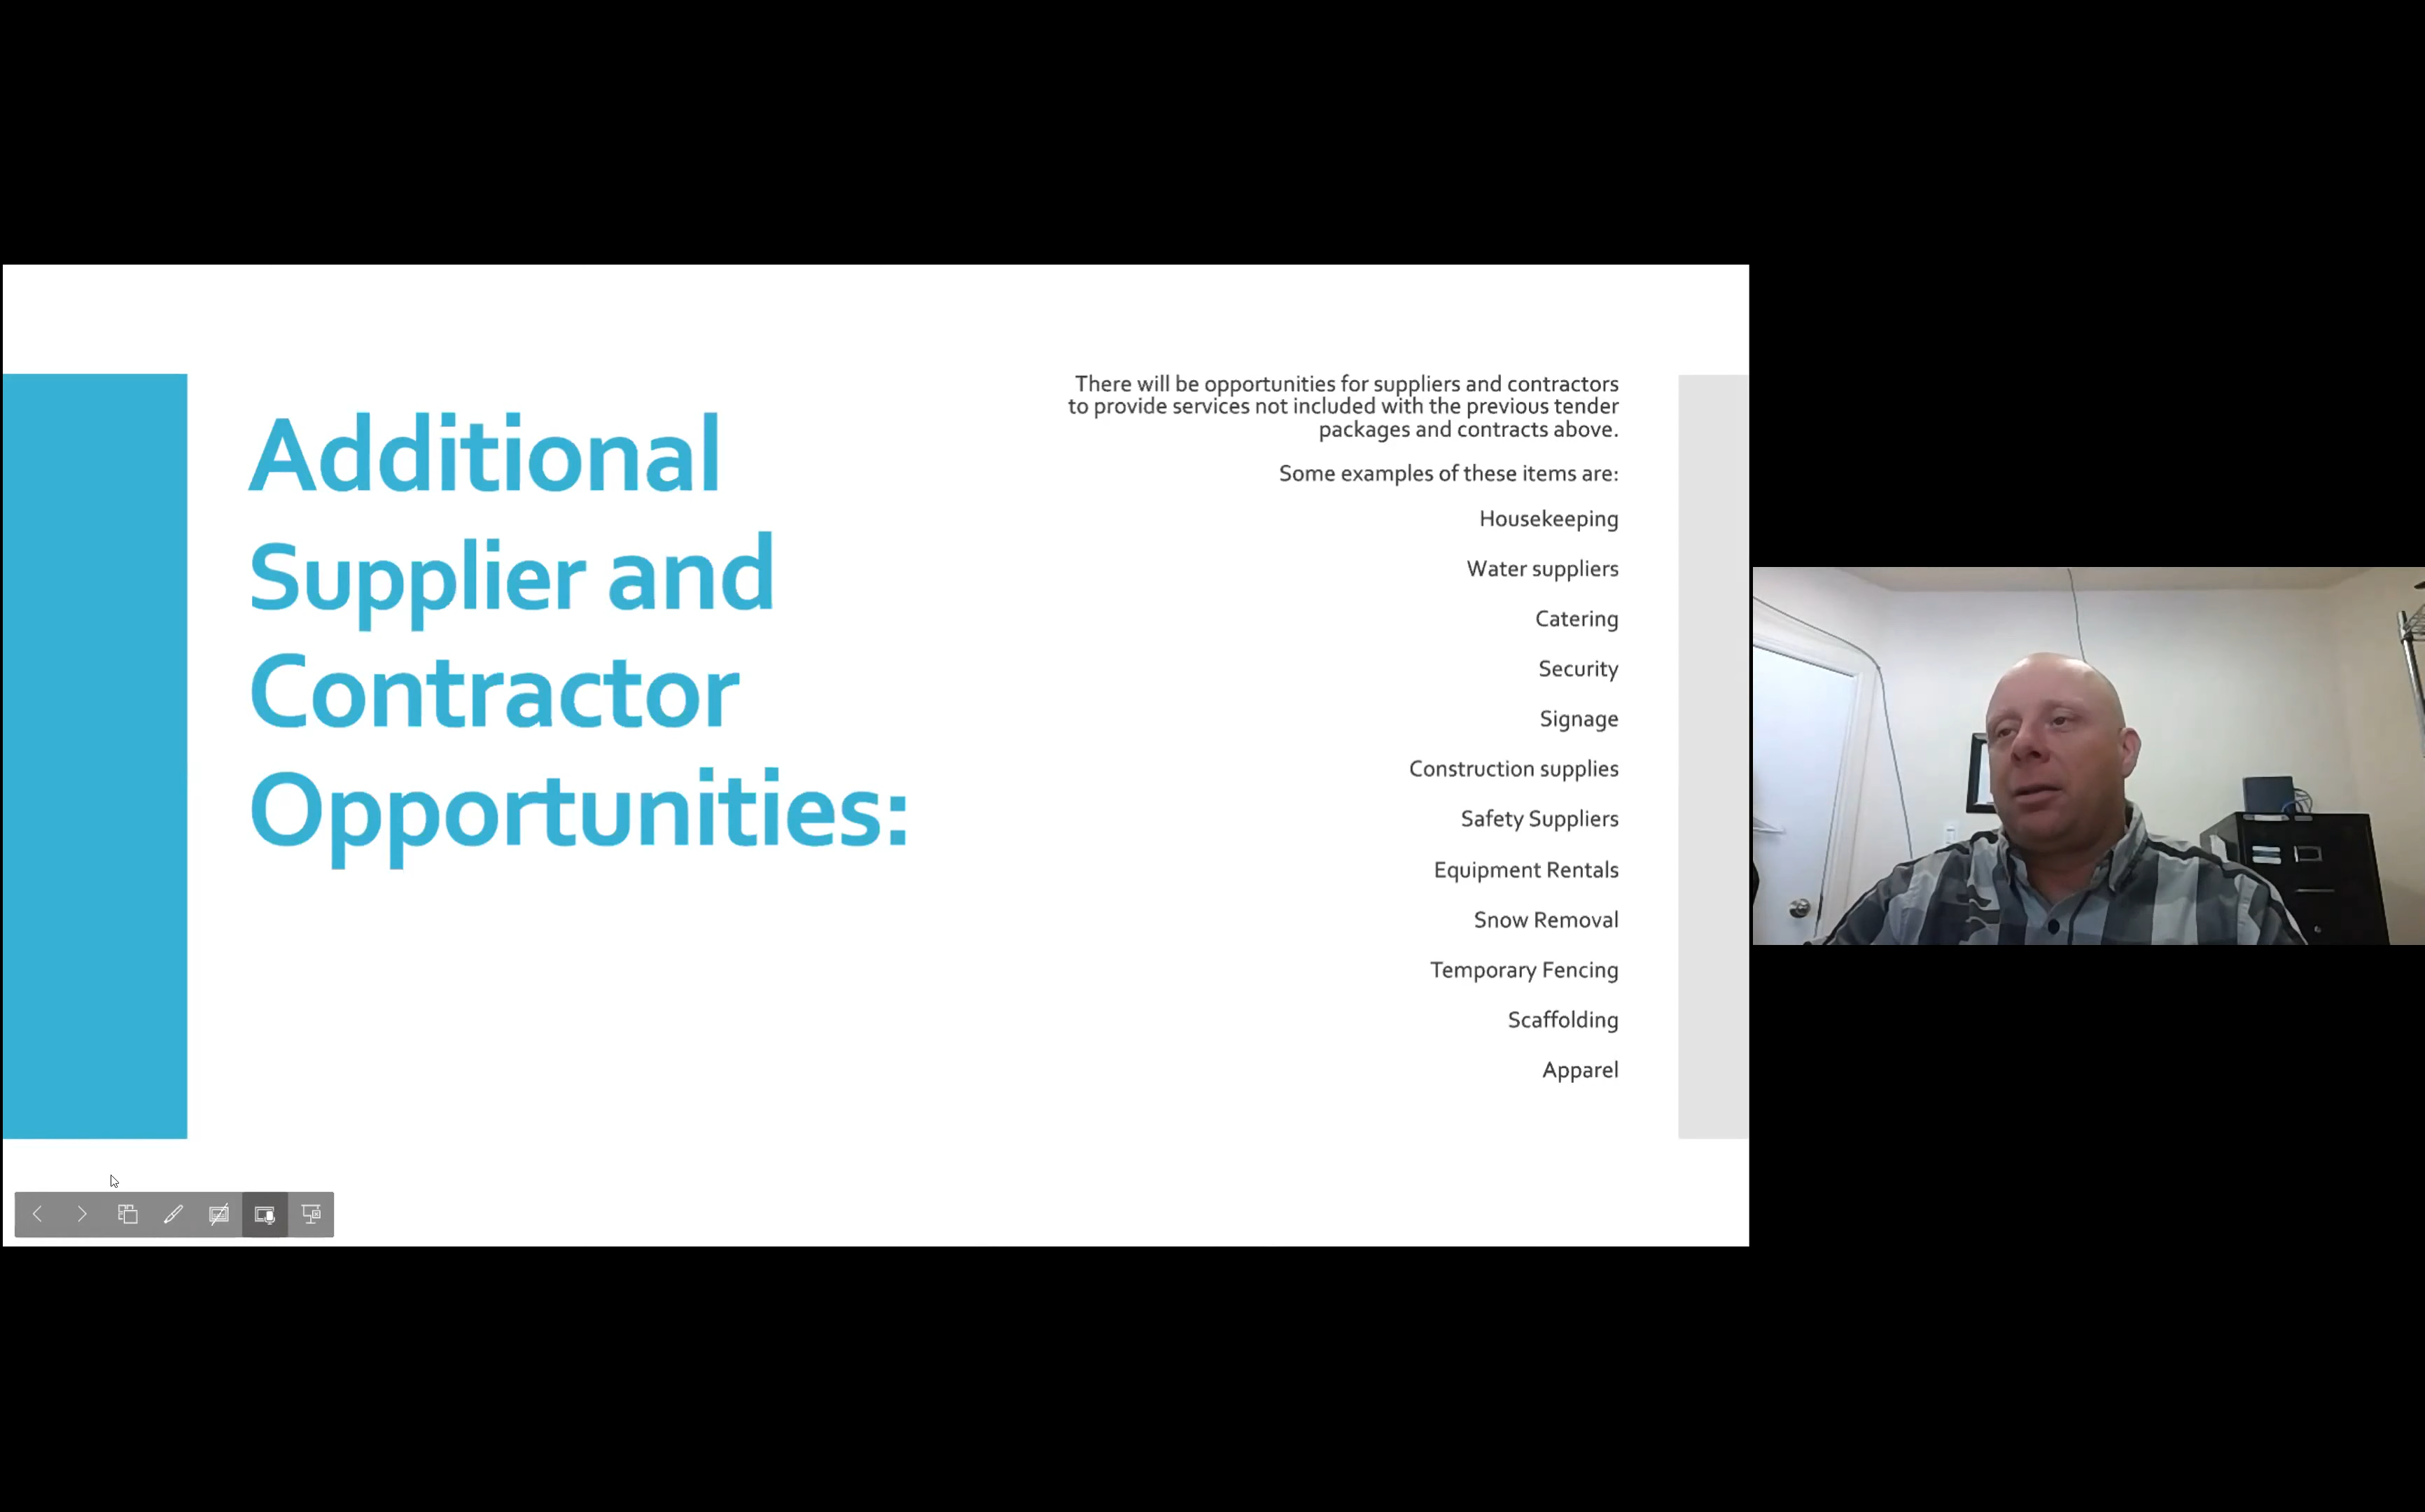 Additional
Supplier and
Contractor
Opportunities:
There will be opportunities for suppliers and contractors
to provide services not included with the previous tender
packages and contracts above.
Some examples of these items are:
Housekeeping
Water suppliers
Catering
Security
Signage
Construction supplies
Safety Suppliers
Equipment Rentals
Snow Removal
Temporary Fencing
Scaffolding
Apparel